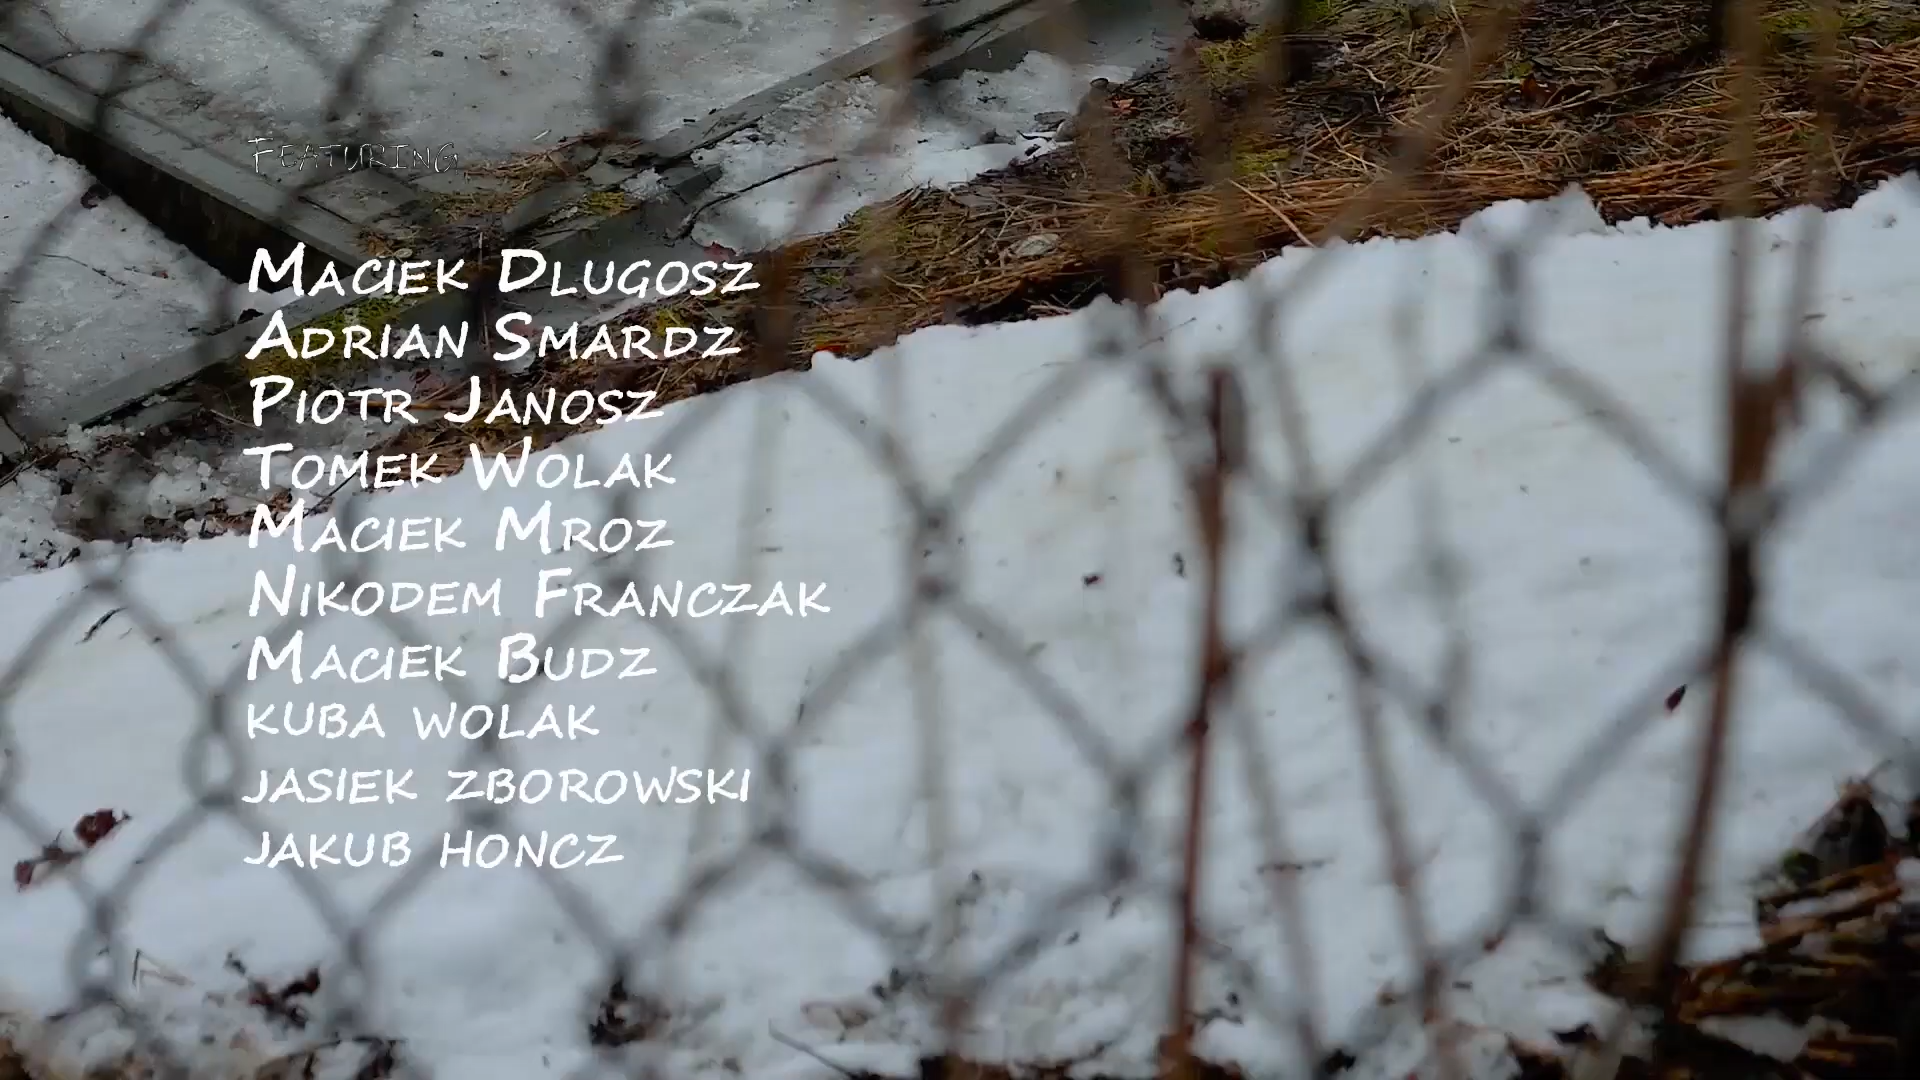 Featuring
Maciek Dlugosz
Adrian Smardz
Piotr Janosz
Tomek Wolak
Maciek Mroz
Nikodem Franczak
Maciek Budz
kuba wolak
jasiek zborowski
jakub honcz